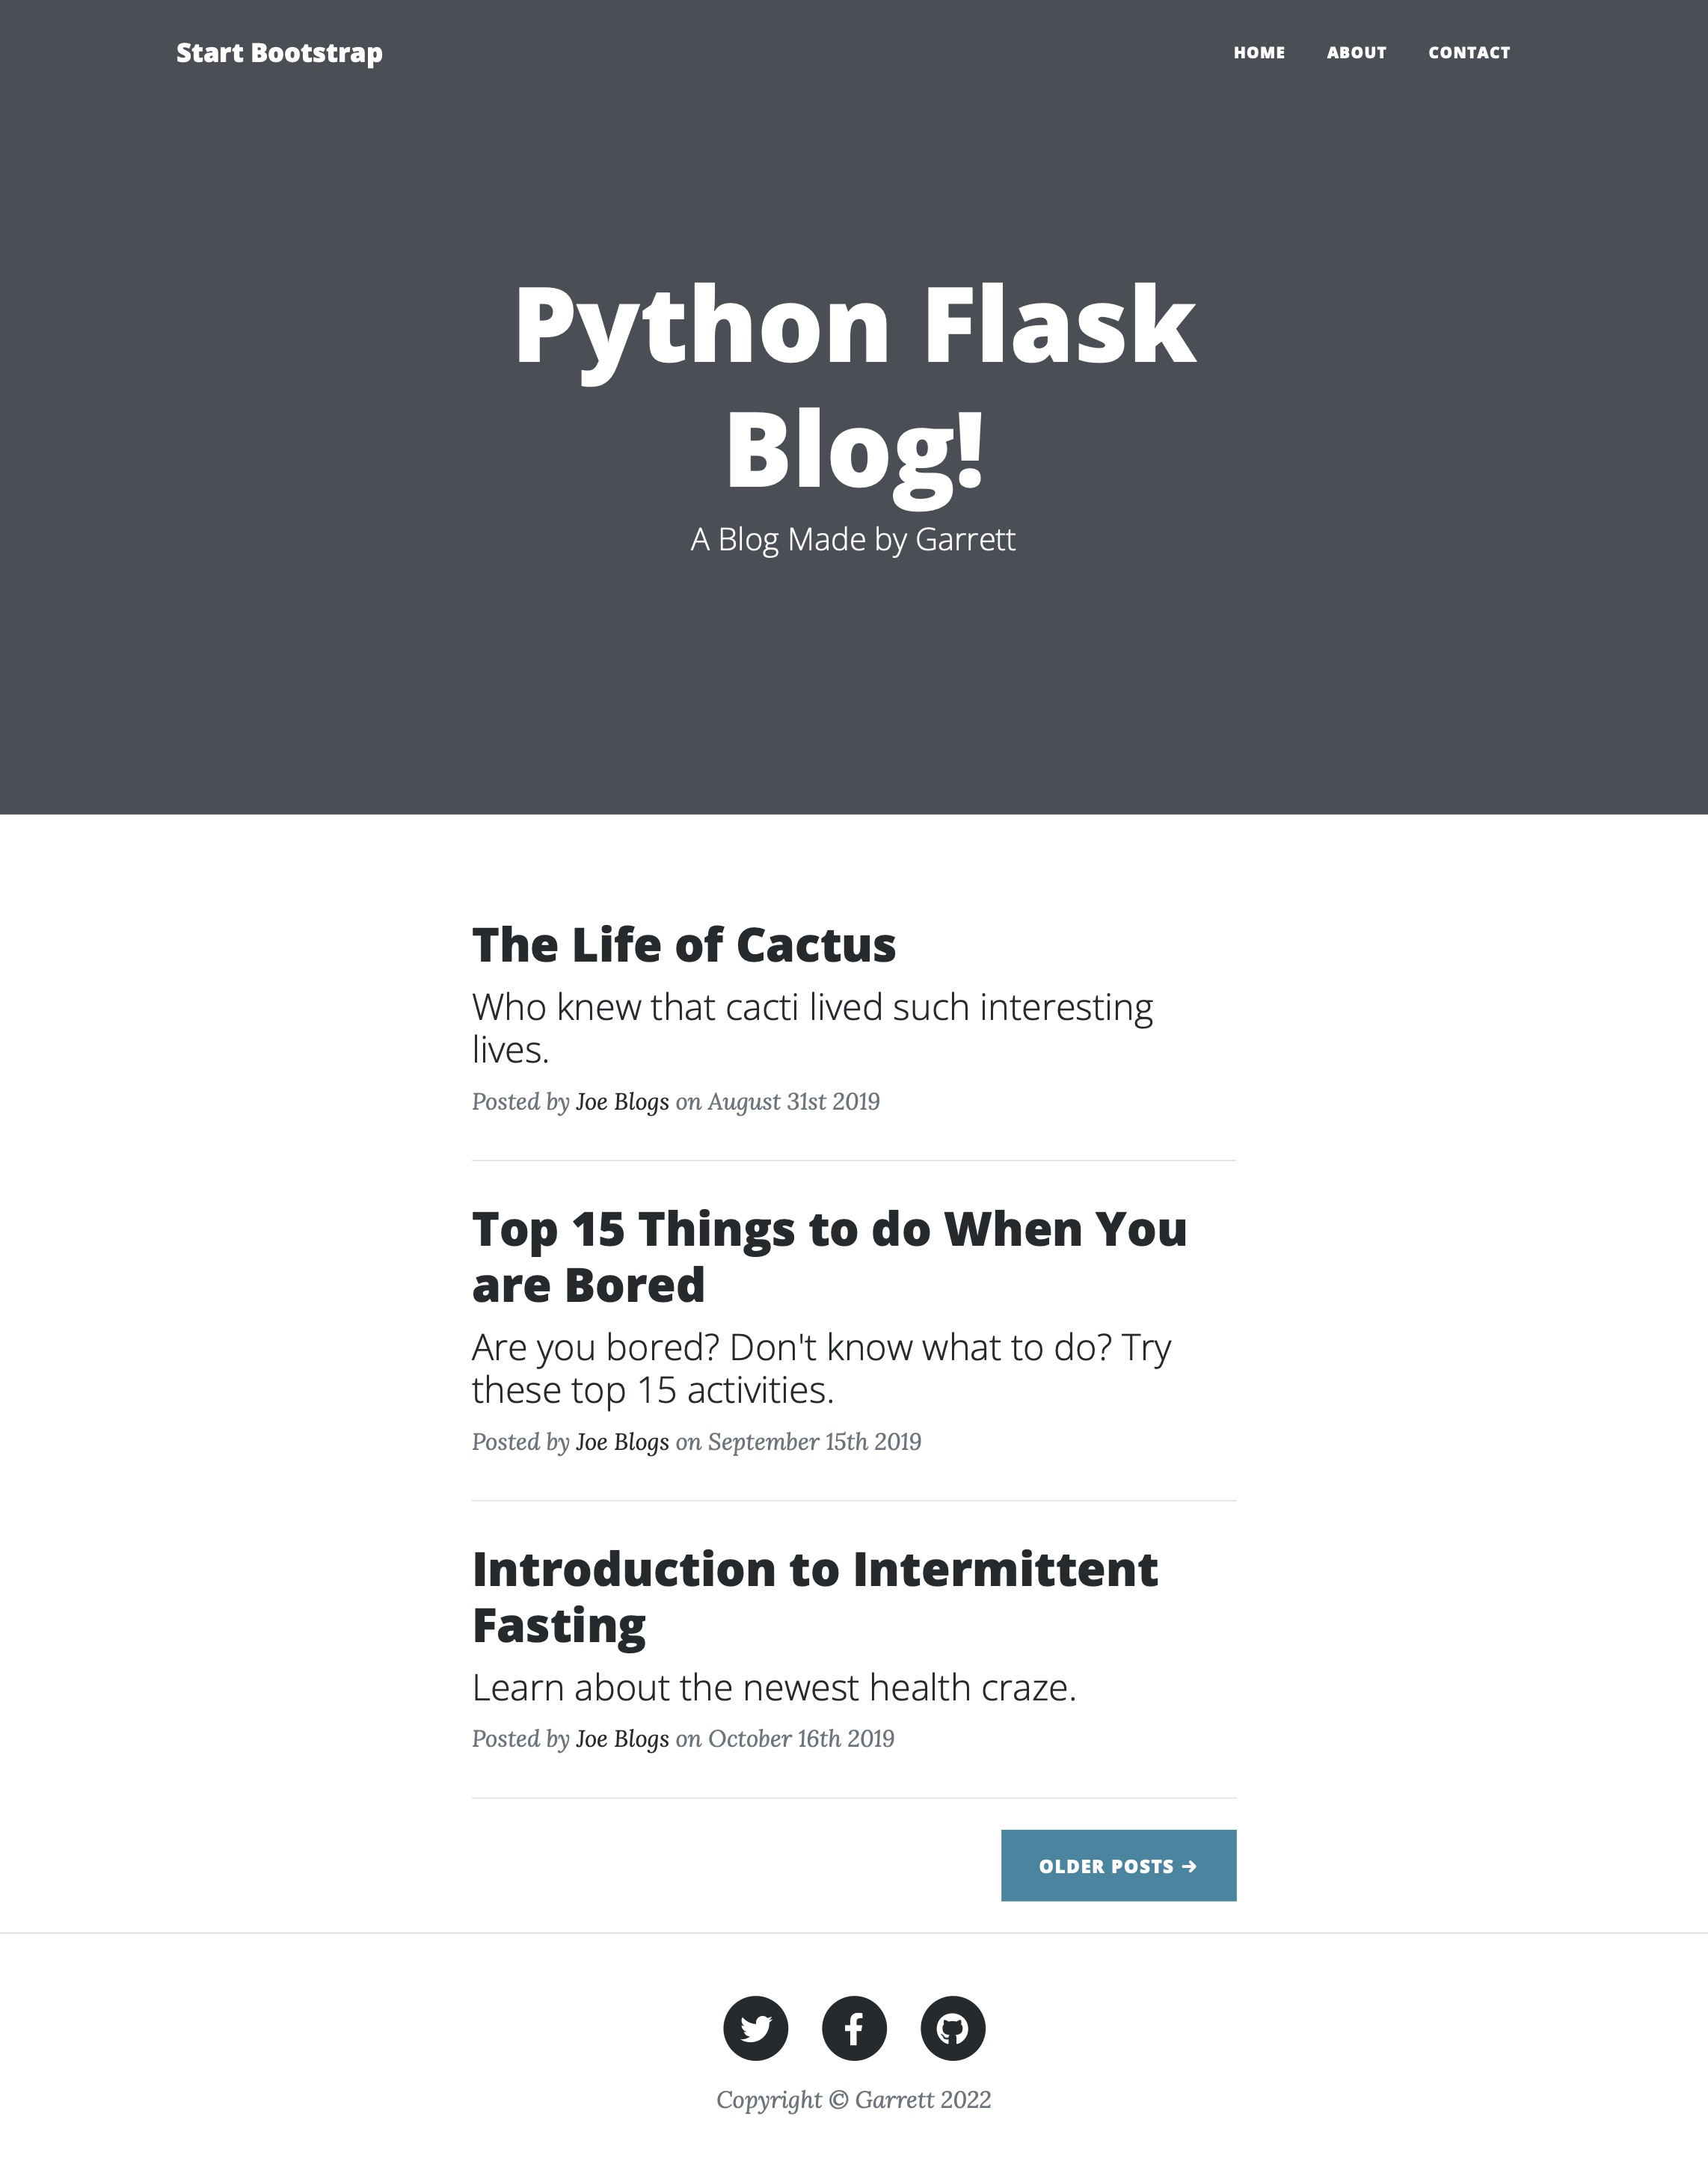 Start Bootstrap
HOME ABOUT CONTACT
Python Flask
Blog!
A Blog Made by Garrett
The Life of Cactus
Who knew that cacti lived such interesting
lives.
Posted by Joe Blogs on August 31st 2019
Top 15 Things to do When You
are Bored
Are you bored? Don't know what to do? Try
these top 15 activities.
Posted by Joe Blogs on September 15th 2019
Introduction to Intermittent
Fasting
Learn about the newest health craze.
Posted by Joe Blogs on October 16th 2019
OLDER POSTS →
Copyright © Garrett 2022